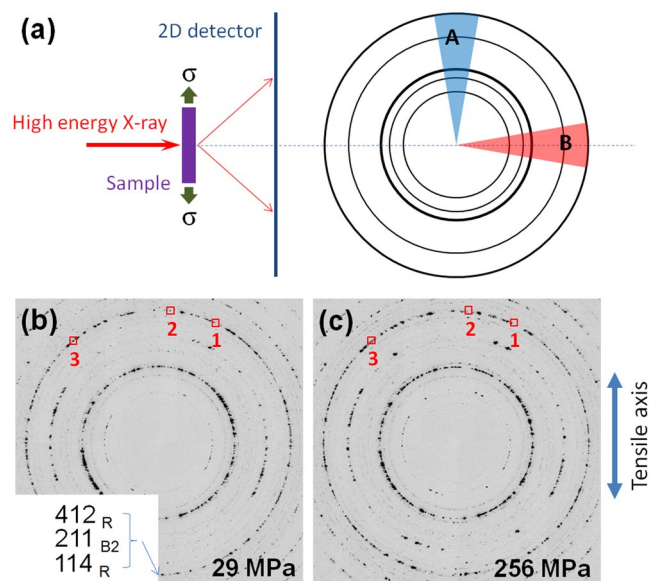 (a)
2D detector
A
σ
High energy X-ray
B
Sample
σ
(b)
2
1
3
412 R
211 B2
114 R
29 MPa
(c)
2
1
3
256 MPa
Tensile axis